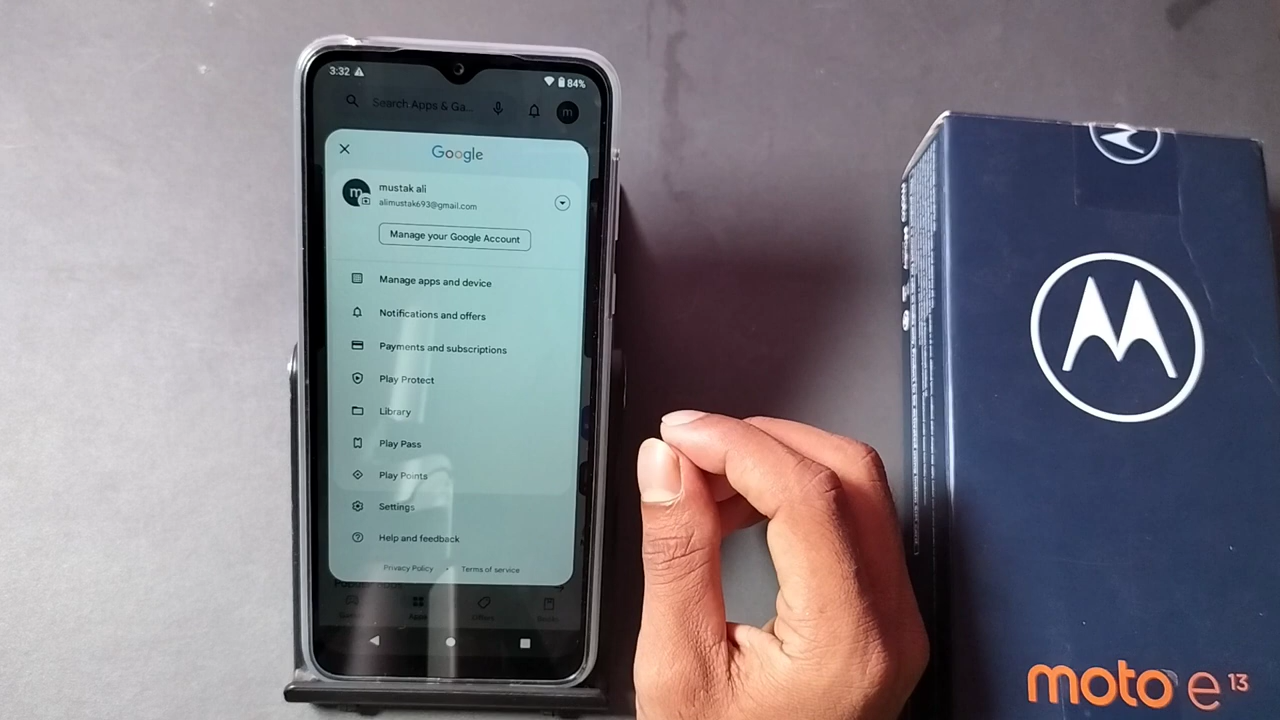 3:32
84%
Search Apps & Ga...
m
Google
m
mustak ali
alimustak693@gmail.com
Manage your Google Account
Manage apps and device
Notifications and offers
Payments and subscriptions
Play Protect
Library
Play Pass
Play Points
Settings
Help and feedback
Privacy Policy • Terms of service
Apps
Offers
moto e13